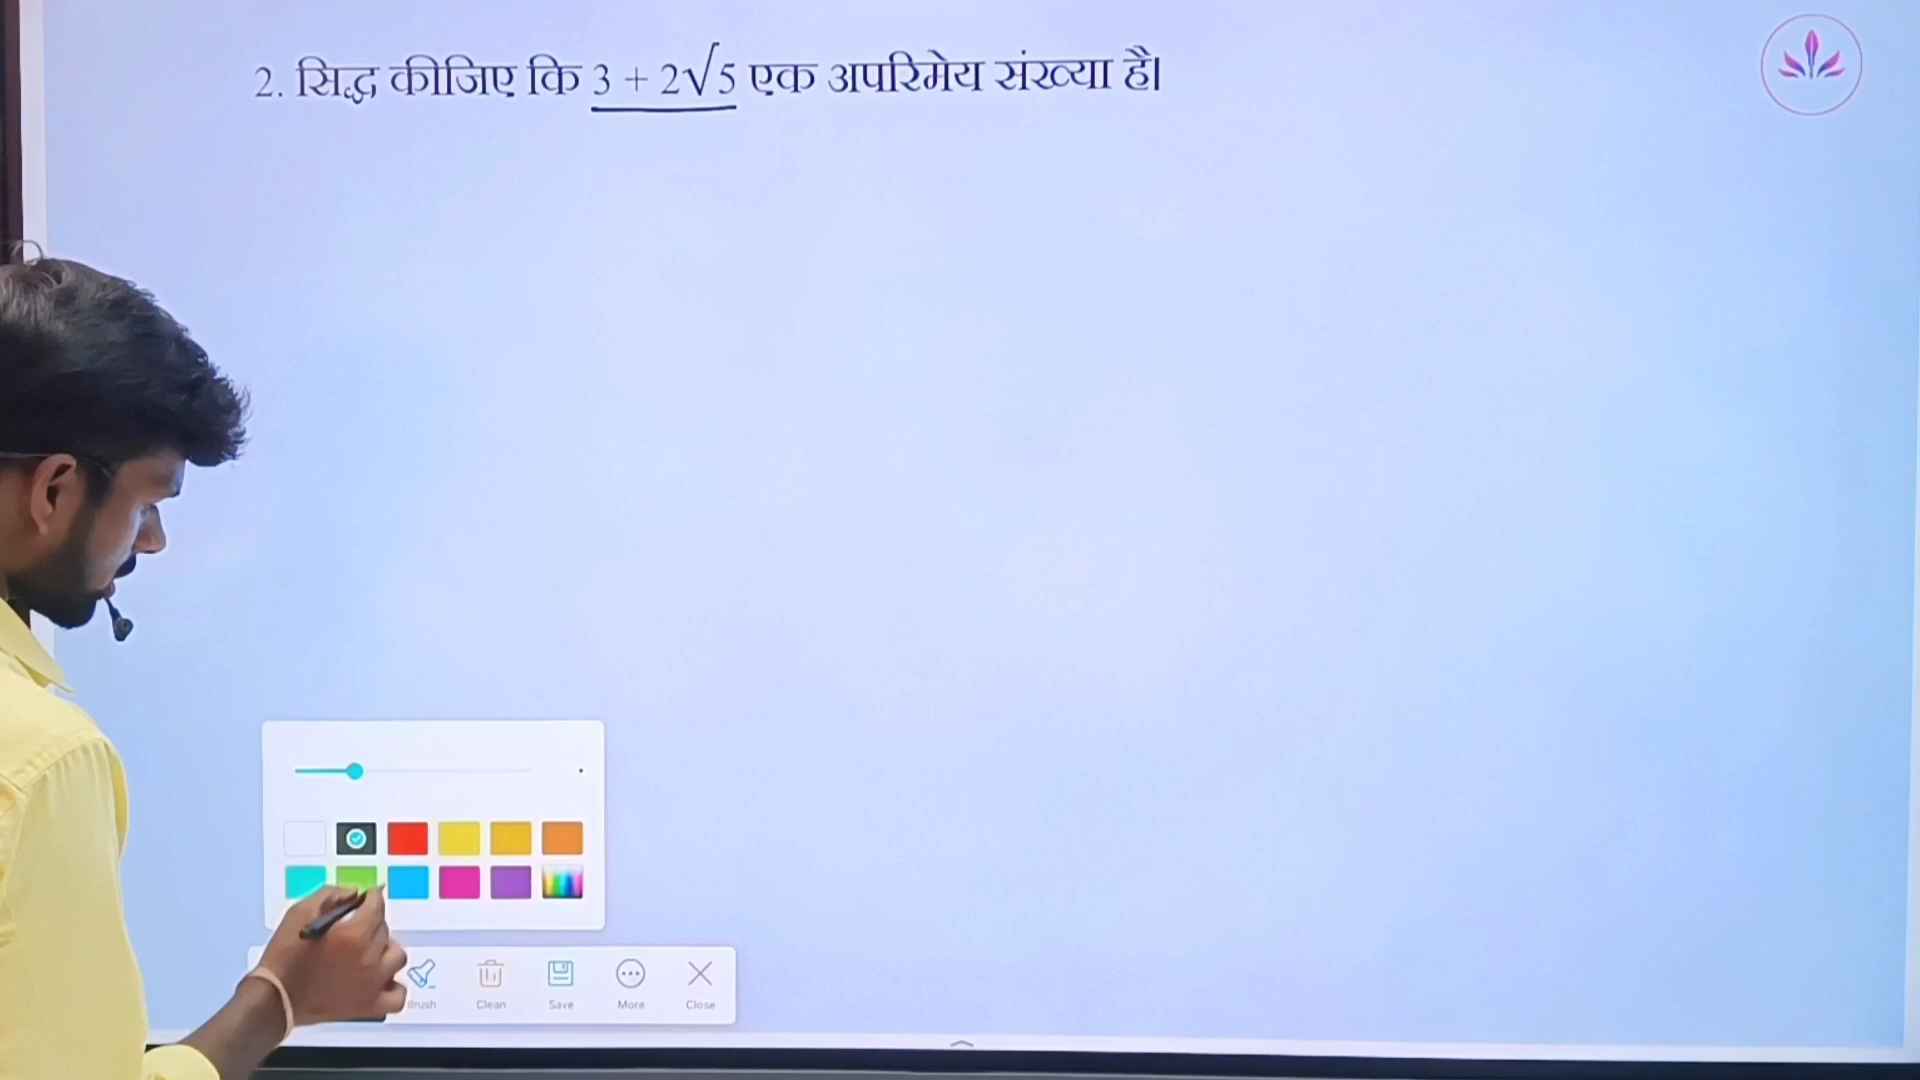 2. सिद्ध कीजिए कि 3 + 2√5 एक अपरिमेय संख्या है।
Brush Clean Save More Close